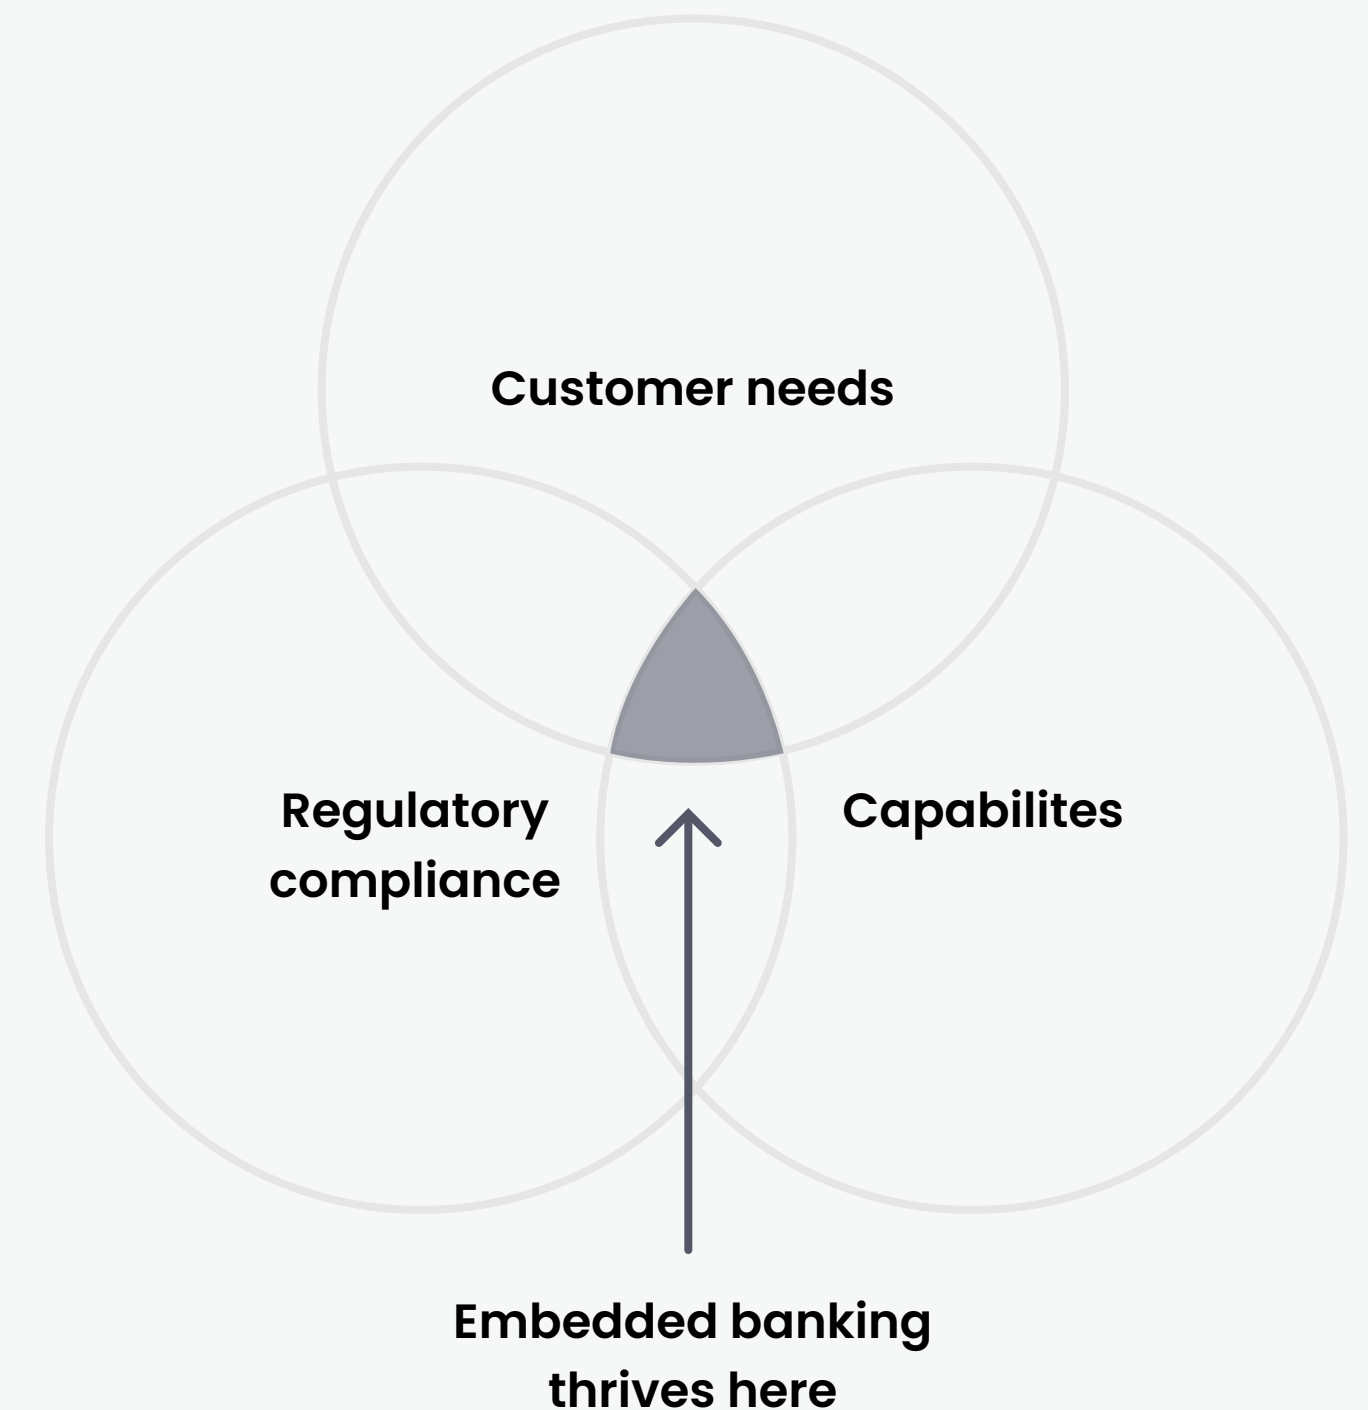 Customer needs
Regulatory
compliance
Capabilites
Embedded banking
thrives here